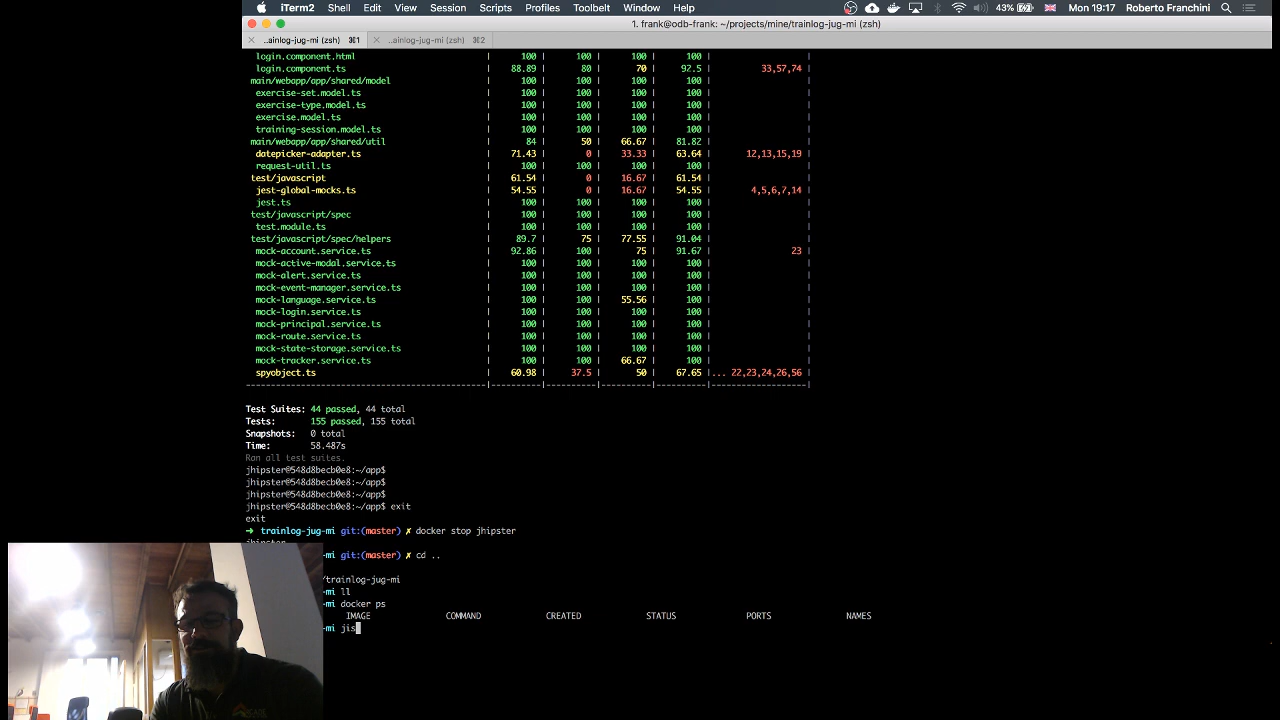 iTerm2 Shell Edit View Session Scripts Profiles Toolbelt Window Help 43% Mon 19:17 Roberto Franchini
1. frank@odb-frank: ~/projects/mine/trainlog-jug-mi (zsh)
..ainlog-jug-mi (zsh) ⌘1 ..ainlog-jug-mi (zsh) ⌘2
login.component.html | 100 | 100 | 100 | 100 | |
login.component.ts | 88.89 | 80 | 70 | 92.5 | 33,57,74 |
main/webapp/app/shared/model | 100 | 100 | 100 | 100 | |
exercise-set.model.ts | 100 | 100 | 100 | 100 | |
exercise-type.model.ts | 100 | 100 | 100 | 100 | |
exercise.model.ts | 100 | 100 | 100 | 100 | |
training-session.model.ts | 100 | 100 | 100 | 100 | |
main/webapp/app/shared/util | 84 | 50 | 66.67 | 81.82 | |
datepicker-adapter.ts | 71.43 | 0 | 33.33 | 63.64 | 12,13,15,19 |
request-util.ts | 100 | 100 | 100 | 100 | |
test/javascript | 61.54 | 0 | 16.67 | 61.54 | |
jest-global-mocks.ts | 54.55 | 0 | 16.67 | 54.55 | 4,5,6,7,14 |
jest.ts | 100 | 100 | 100 | 100 | |
test/javascript/spec | 100 | 100 | 100 | 100 | |
test.module.ts | 100 | 100 | 100 | 100 | |
test/javascript/spec/helpers | 89.7 | 75 | 77.55 | 91.04 | |
mock-account.service.ts | 92.86 | 100 | 75 | 91.67 | 23 |
mock-active-modal.service.ts | 100 | 100 | 100 | 100 | |
mock-alert.service.ts | 100 | 100 | 100 | 100 | |
mock-event-manager.service.ts | 100 | 100 | 100 | 100 | |
mock-language.service.ts | 100 | 100 | 55.56 | 100 | |
mock-login.service.ts | 100 | 100 | 100 | 100 | |
mock-principal.service.ts | 100 | 100 | 100 | 100 | |
mock-route.service.ts | 100 | 100 | 100 | 100 | |
mock-state-storage.service.ts | 100 | 100 | 100 | 100 | |
mock-tracker.service.ts | 100 | 100 | 66.67 | 100 | |
spyobject.ts | 60.98 | 37.5 | 50 | 67.65 |... 22,23,24,26,56 |
Test Suites: 44 passed, 44 total
Tests: 155 passed, 155 total
Snapshots: 0 total
Time: 58.487s
Ran all test suites.
jhipster@548d8becb0e8:~/app$
jhipster@548d8becb0e8:~/app$
jhipster@548d8becb0e8:~/app$
jhipster@548d8becb0e8:~/app$ exit
exit
➜ trainlog-jug-mi git:(master) ✗ docker stop jhipster
-mi git:(master) ✗ cd ..
/trainlog-jug-mi
-mi ll
-mi docker ps
IMAGE COMMAND CREATED STATUS PORTS NAMES
-mi jis